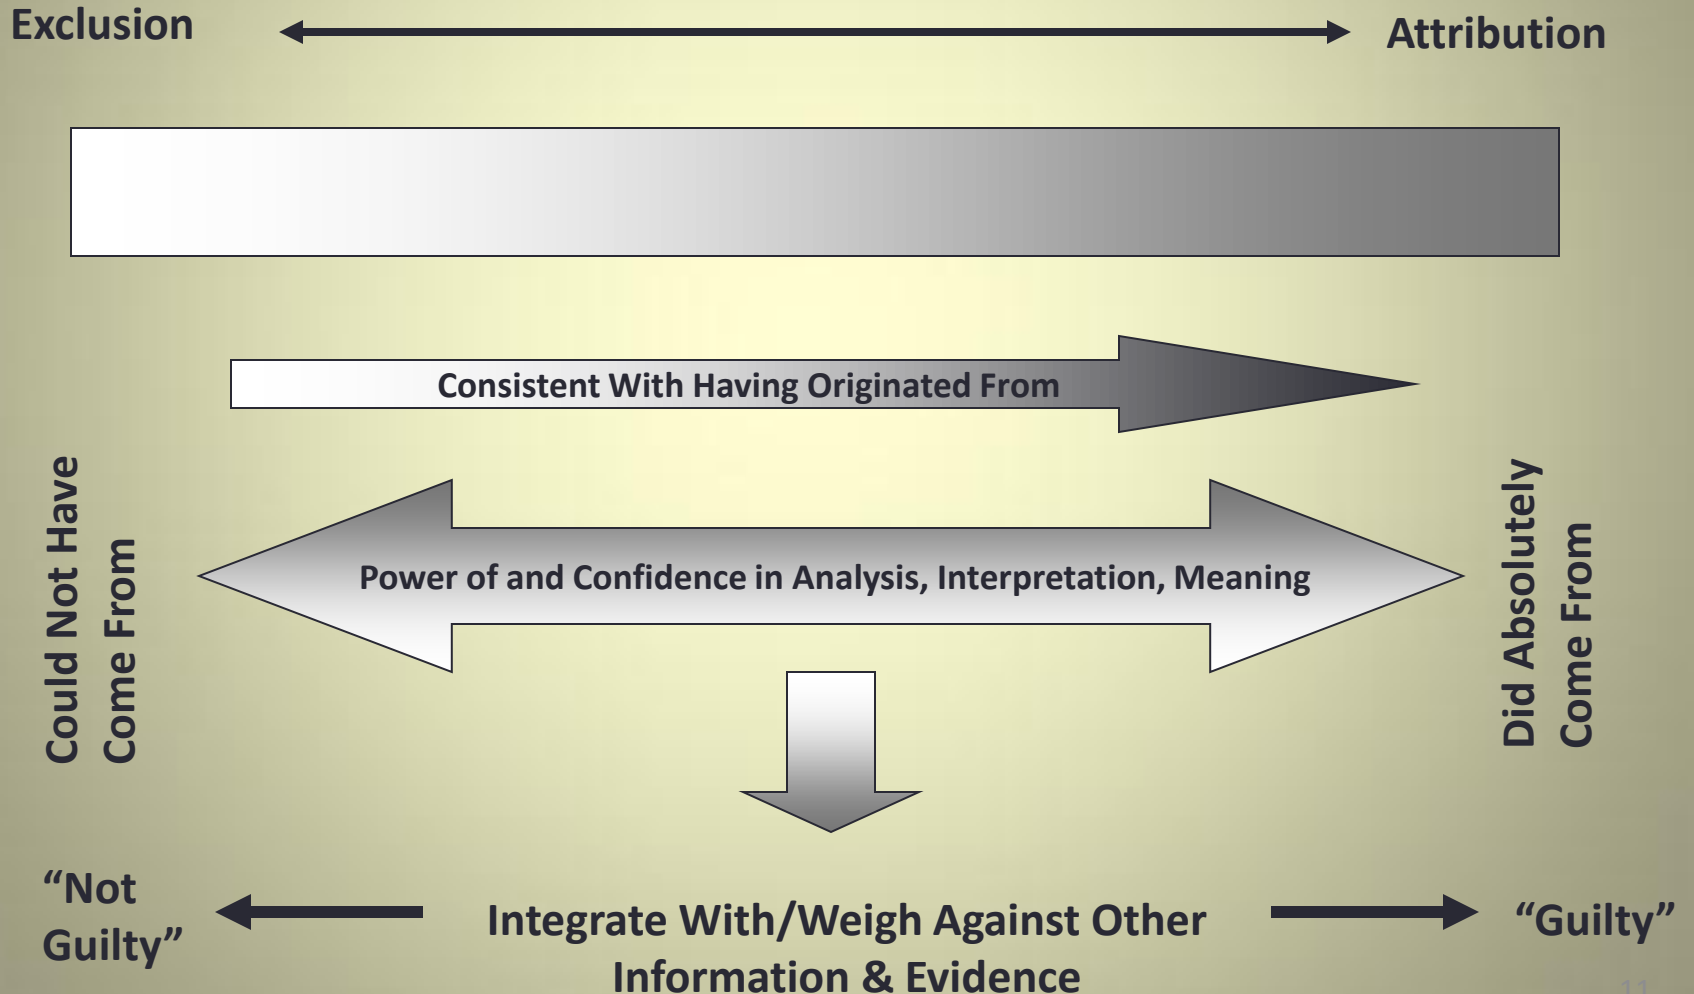 Exclusion
Attribution
Consistent With Having Originated From
Could Not Have
Come From
Power of and Confidence in Analysis, Interpretation, Meaning
Did Absolutely
Come From
“Not
Guilty”
Integrate With/Weigh Against Other
Information & Evidence
“Guilty”
11